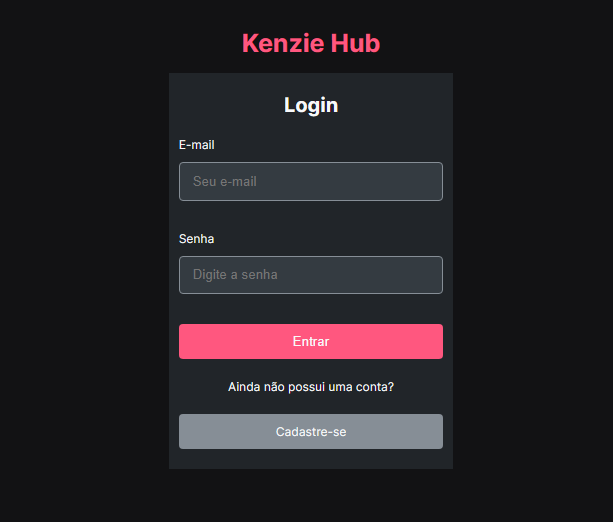 Kenzie Hub
Login
E-mail
Seu e-mail
Senha
Digite a senha
Entrar
Ainda não possui uma conta?
Cadastre-se